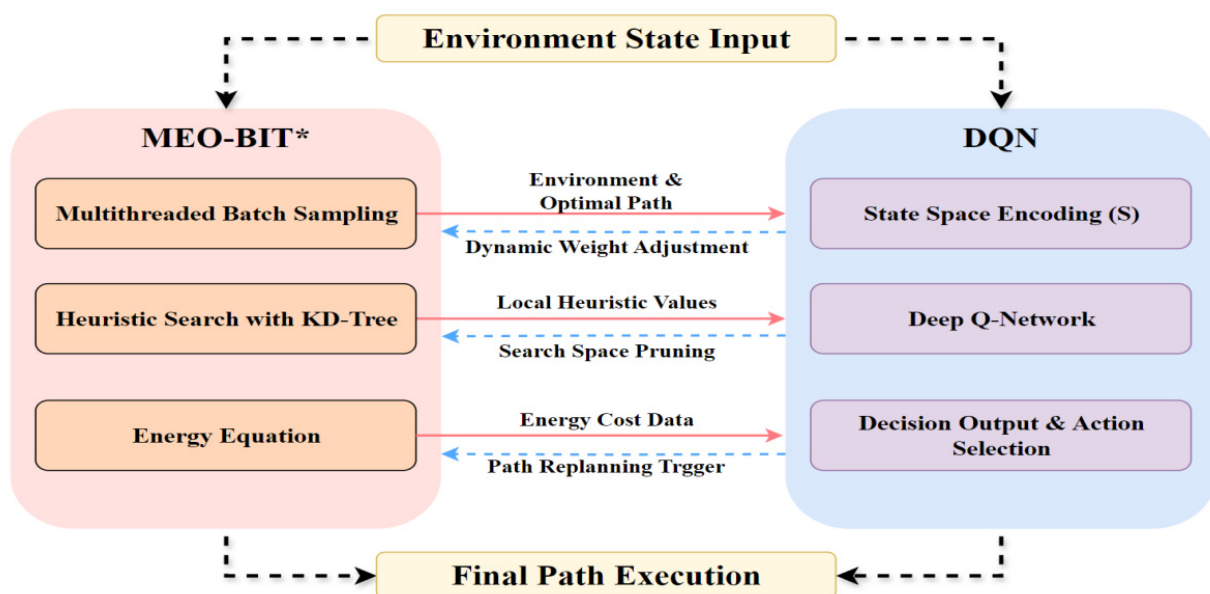 Environment State Input
MEO-BIT*
DQN
Multithreaded Batch Sampling
Environment &
Optimal Path
Dynamic Weight Adjustment
State Space Encoding (S)
Heuristic Search with KD-Tree
Local Heuristic Values
Search Space Pruning
Deep Q-Network
Energy Equation
Energy Cost Data
Path Replanning Trgger
Decision Output & Action
Selection
Final Path Execution